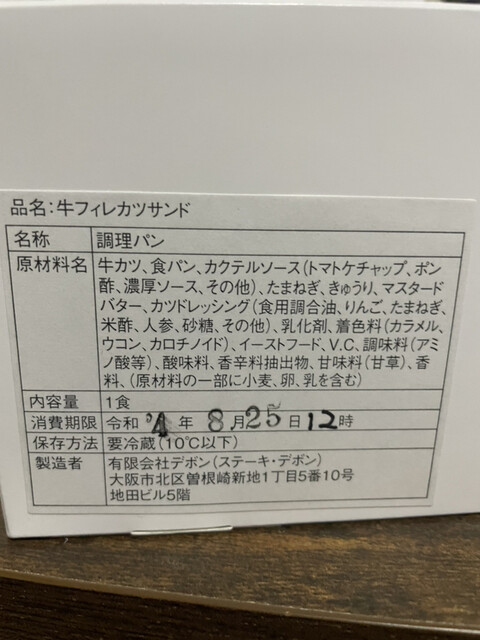 品名：牛フィレカツサンド
名称 調理パン
原材料名 牛カツ、食パン、カクテルソース（トマトケチャップ、ポン
酢、濃厚ソース、その他）、たまねぎ、きゅうり、マスタード
バター、カツドレッシング（食用調合油、りんご、たまねぎ、
米酢、人参、砂糖、その他）、乳化剤、着色料（カラメル、
ウコン、カロチノイド）、イーストフード、V.C、調味料（アミ
ノ酸等）、酸味料、香辛料抽出物、甘味料（甘草）、香
料、（原材料の一部に小麦、卵、乳を含む）
内容量 1食
消費期限 令和 '4 年 8月25日12時
保存方法 要冷蔵（10℃以下）
製造者 有限会社デボン（ステーキ・デボン）
大阪市北区曽根崎新地1丁目5番10号
地田ビル5階